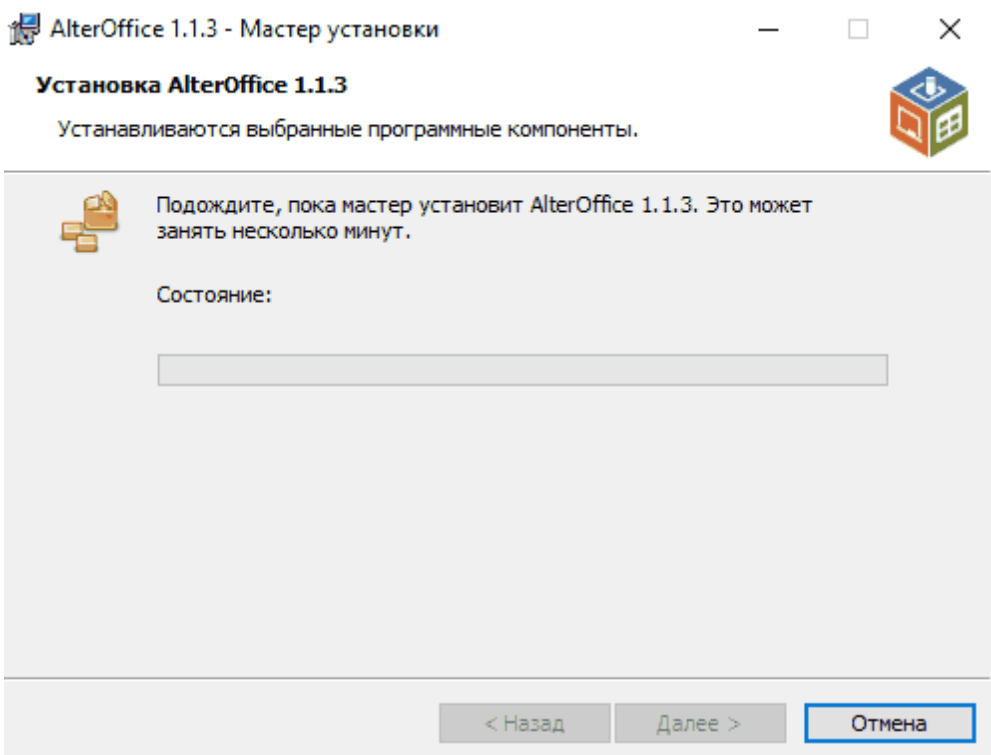 AlterOffice 1.1.3 - Мастер установки
Установка AlterOffice 1.1.3
Устанавливаются выбранные программные компоненты.
Подождите, пока мастер установит AlterOffice 1.1.3. Это может
занять несколько минут.
Состояние:
< Назад
Далее >
Отмена